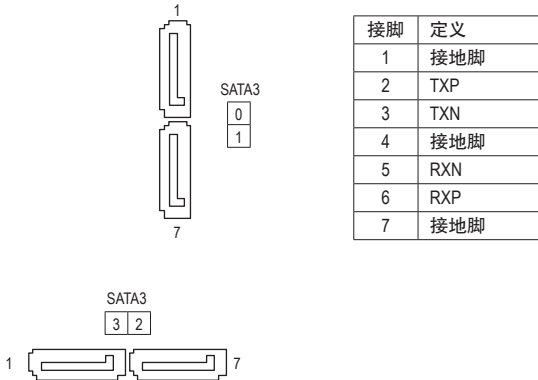 1
SATA3
0
1
7
接脚 定义
1 接地脚
2 TXP
3 TXN
4 接地脚
5 RXN
6 RXP
7 接地脚
SATA3
3 2
1 7